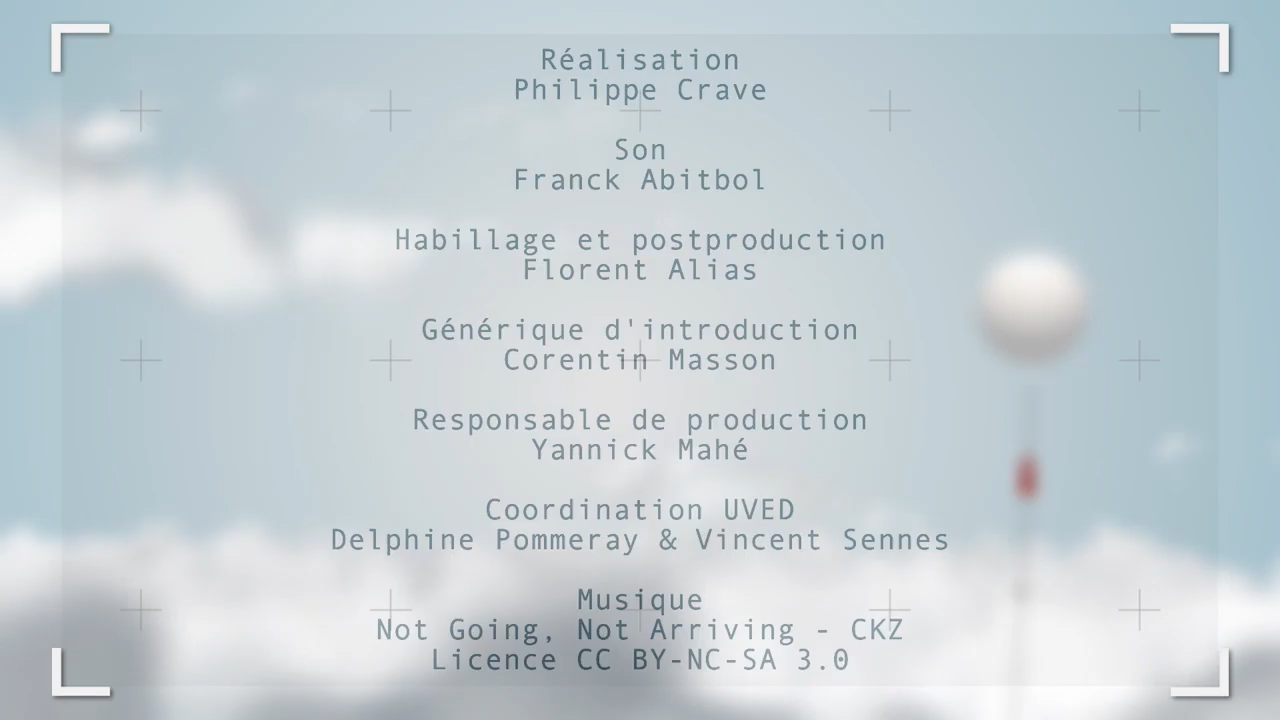 Réalisation
Philippe Crave
Son
Franck Abitbol
Habillage et postproduction
Florent Alias
Générique d'introduction
Corentin Masson
Responsable de production
Yannick Mahé
Coordination UVED
Delphine Pommeray & Vincent Sennes
Musique
Not Going, Not Arriving - CKZ
Licence CC BY-NC-SA 3.0